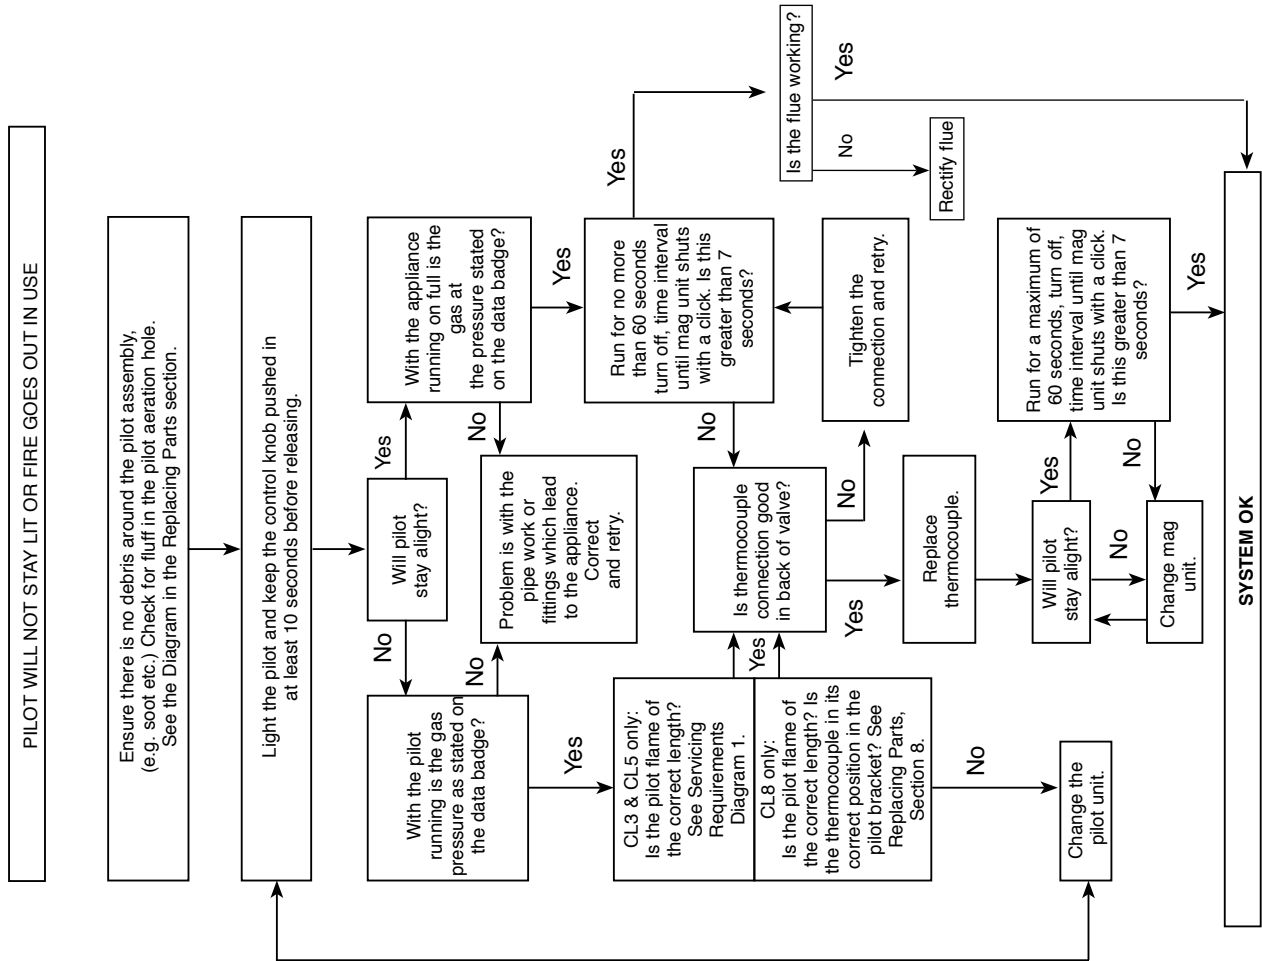 PILOT WILL NOT STAY LIT OR FIRE GOES OUT IN USE
Ensure there is no debris around the pilot assembly,
(e.g. soot etc.) Check for fluff in the pilot aeration hole.
See the Diagram in the Replacing Parts section.
Light the pilot and keep the control knob pushed in
at least 10 seconds before releasing.
Will pilot
stay alight?
No
Yes
With the pilot
running is the gas
pressure as stated on
the data badge?
With the appliance
running on full is the
gas at
the pressure stated
on the data badge?
No
No
Problem is with the
pipe work or
fittings which lead
to the appliance.
Correct
and retry.
Yes
Yes
CL3 & CL5 only:
Is the pilot flame of
the correct length?
See Servicing
Requirements
Diagram 1.
CL8 only:
Is the pilot flame of
the correct length? Is
the thermocouple in its
correct position in the
pilot bracket? See
Replacing Parts,
Section 8.
Yes
Run for no more
than 60 seconds
turn off, time interval
until mag unit shuts
with a click. Is this
greater than 7
seconds?
No
Yes
Is thermocouple
connection good
in back of valve?
No
Tighten the
connection and retry.
Yes
Is the flue working?
No
Yes
Rectify flue
Replace
thermocouple.
No
Change the
pilot unit.
Will pilot
stay alight?
Yes
No
Change mag
unit.
Run for a maximum of
60 seconds, turn off,
time interval until mag
unit shuts with a click.
Is this greater than 7
seconds?
No
Yes
SYSTEM OK